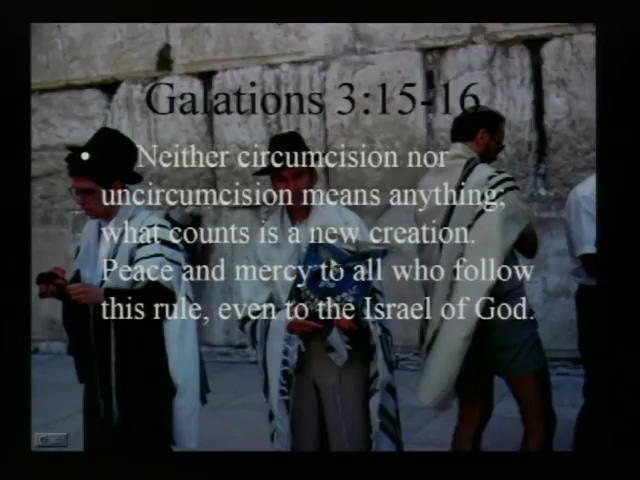 Galations 3:15-16
• Neither circumcision nor
uncircumcision means anything;
what counts is a new creation.
Peace and mercy to all who follow
this rule, even to the Israel of God.